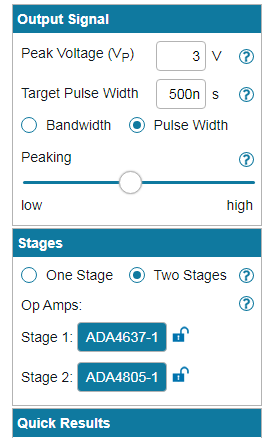 Output Signal
Peak Voltage (Vp) 3 V ?
Target Pulse Width 500n s ?
Bandwidth Pulse Width
Peaking ?
low high
Stages
One Stage Two Stages ?
Op Amps: ?
Stage 1: ADA4637-1
Stage 2: ADA4805-1
Quick Results